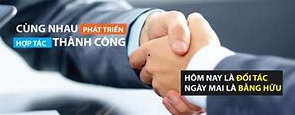 CÙNG NHAU PHÁT TRIỂN
HỢP TÁC THÀNH CÔNG
HÔM NAY LÀ ĐỐI TÁC
NGÀY MAI LÀ BẰNG HỮU